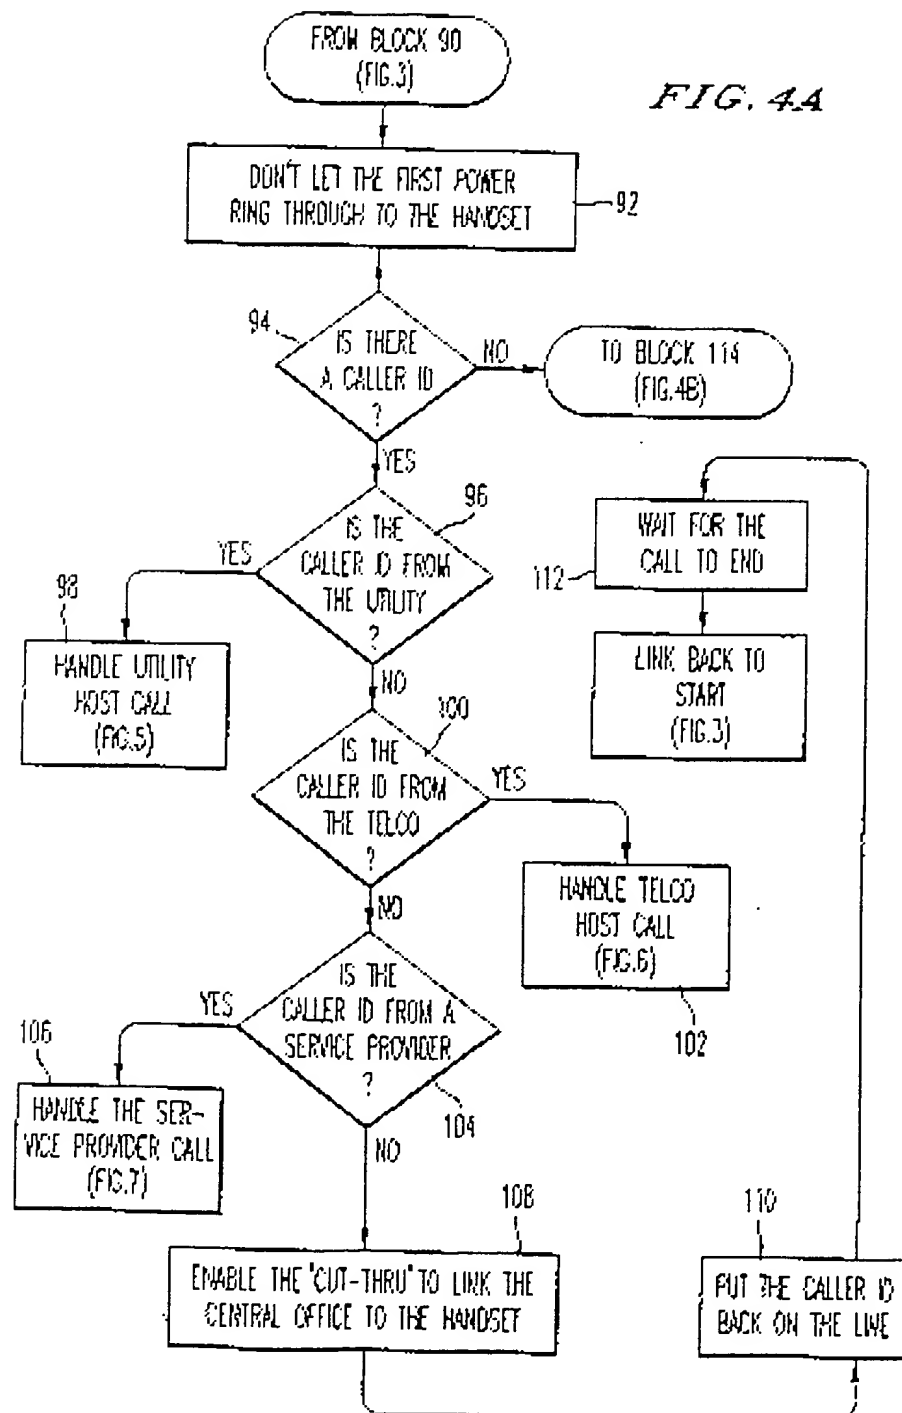 FROM BLOCK 90
(FIG.3)
FIG. 4A
DON'T LET THE FIRST POWER
RING THROUGH TO THE HANDSET
92
94
IS THERE
A CALLER ID
?
NO
TO BLOCK 114
(FIG.4B)
YES
96
IS THE
CALLER ID FROM
THE UTILITY
?
YES
98
HANDLE UTILITY
HOST CALL
(FIG.5)
WAIT FOR THE
CALL TO END
112
LINK BACK TO
START
(FIG.3)
NO
100
IS THE
CALLER ID FROM
THE TELCO
?
YES
HANDLE TELCO
HOST CALL
(FIG.6)
102
NO
IS THE
CALLER ID FROM A
SERVICE PROVIDER
?
104
YES
106
HANDLE THE SER-
VICE PROVIDER CALL
(FIG.7)
NO
108
ENABLE THE "CUT-THRU" TO LINK THE
CENTRAL OFFICE TO THE HANDSET
110
PUT THE CALLER ID
BACK ON THE LINE